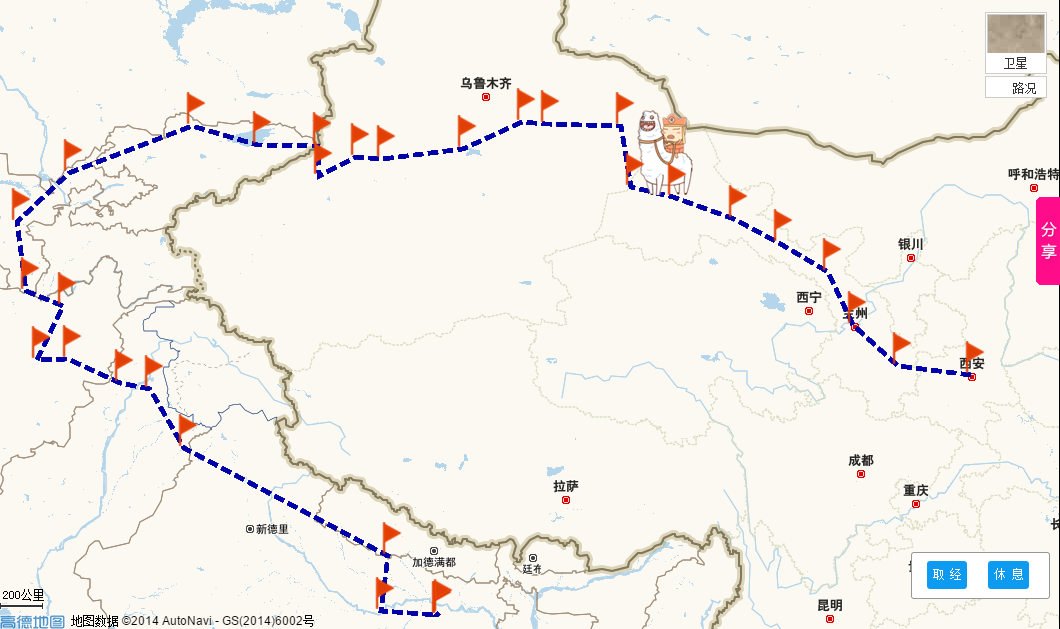 卫星
路况
乌鲁木齐
呼和浩特
分
享
银川
西宁
兰州
西安
成都
拉萨
重庆
新德里
加德满都
廷布
取 经
休 息
昆明
200公里
高德地图 地图数据 ©2014 AutoNavi - GS(2014)6002号